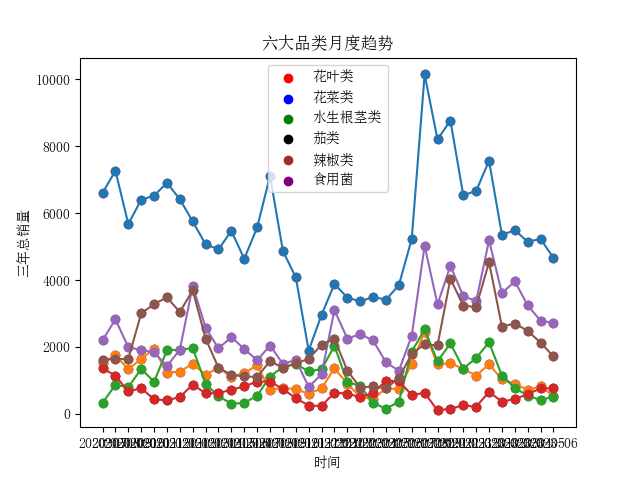 六大品类月度趋势
花叶类
花菜类
水生根茎类
茄类
辣椒类
食用菌
三年总销量
10000
8000
6000
4000
2000
0
时间